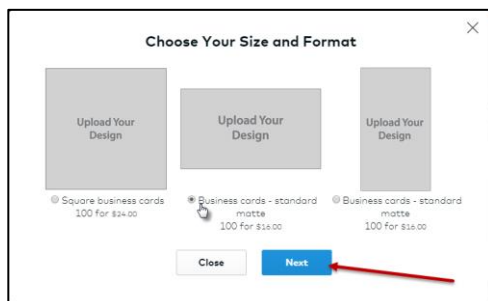 Choose Your Size and Format
Upload Your
Design
Upload Your
Design
Upload Your
Design
Square business cards
100 for $24.00
Business cards - standard
matte
100 for $16.00
Business cards - standard
matte
100 for $16.00
Close
Next